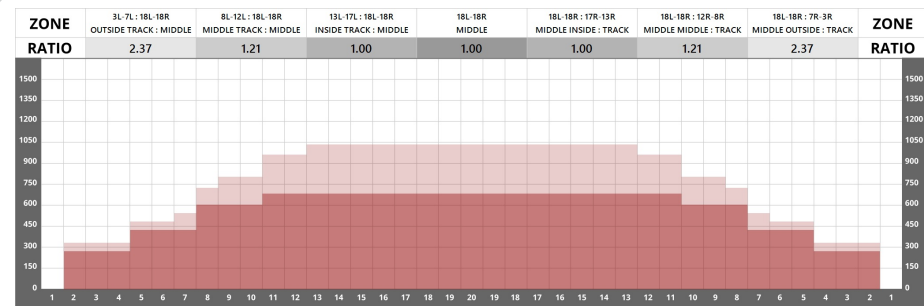 ZONE
3L-7L : 18L-18R
OUTSIDE TRACK : MIDDLE
8L-12L : 18L-18R
MIDDLE TRACK : MIDDLE
13L-17L : 18L-18R
INSIDE TRACK : MIDDLE
18L-18R
MIDDLE
18L-18R : 17R-13R
MIDDLE INSIDE : TRACK
18L-18R : 12R-8R
MIDDLE MIDDLE : TRACK
18L-18R : 7R-3R
MIDDLE OUTSIDE : TRACK
ZONE
RATIO 2.37 1.21 1.00 1.00 1.00 1.21 2.37 RATIO
1500 1500
1350 1350
1200 1200
1050 1050
900 900
750 750
600 600
450 450
300 300
150 150
0 0
1 2 3 4 5 6 7 8 9 10 11 12 13 14 15 16 17 18 19 20 19 18 17 16 15 14 13 12 11 10 9 8 7 6 5 4 3 2 1